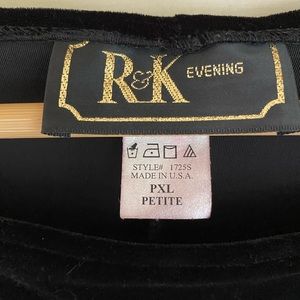 R&K EVENING
STYLE# 1725S
MADE IN U.S.A.
PXL
PETITE